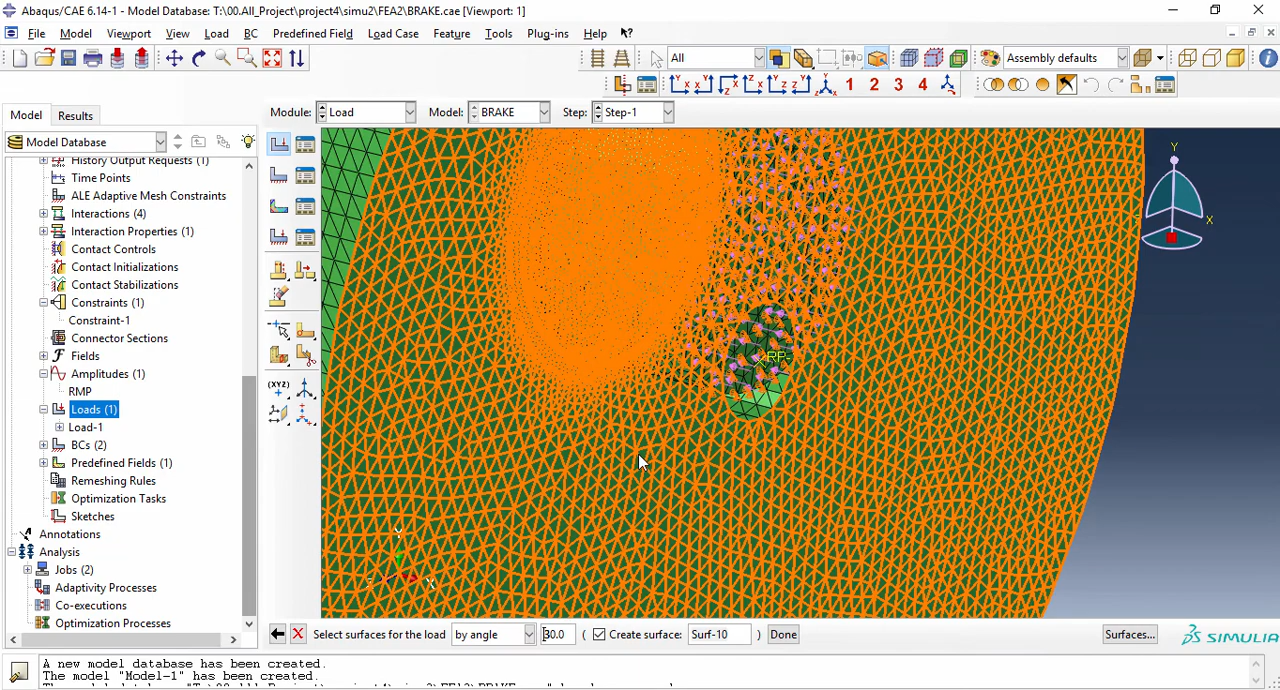 Abaqus/CAE 6.14-1 - Model Database: T:\00.All_Project\project4\simu2\FEA2\BRAKE.cae [Viewport: 1]
File Model Viewport View Load BC Predefined Field Load Case Feature Tools Plug-ins Help
All Assembly defaults
1 2 3 4
Model Results Module: Load Model: BRAKE Step: Step-1
Model Database
History Output Requests (1)
Time Points
ALE Adaptive Mesh Constraints
Interactions (4)
Interaction Properties (1)
Contact Controls
Contact Initializations
Contact Stabilizations
Constraints (1)
Constraint-1
Connector Sections
Fields
Amplitudes (1)
RMP
Loads (1)
Load-1
BCs (2)
Predefined Fields (1)
Remeshing Rules
Optimization Tasks
Sketches
Annotations
Analysis
Jobs (2)
Adaptivity Processes
Co-executions
Optimization Processes
Y
X
RP
(XYZ)
Y
X
Select surfaces for the load by angle 30.0 ( Create surface: Surf-10 ) Done Surfaces...
SIMULIA
A new model database has been created.
The model "Model-1" has been created.